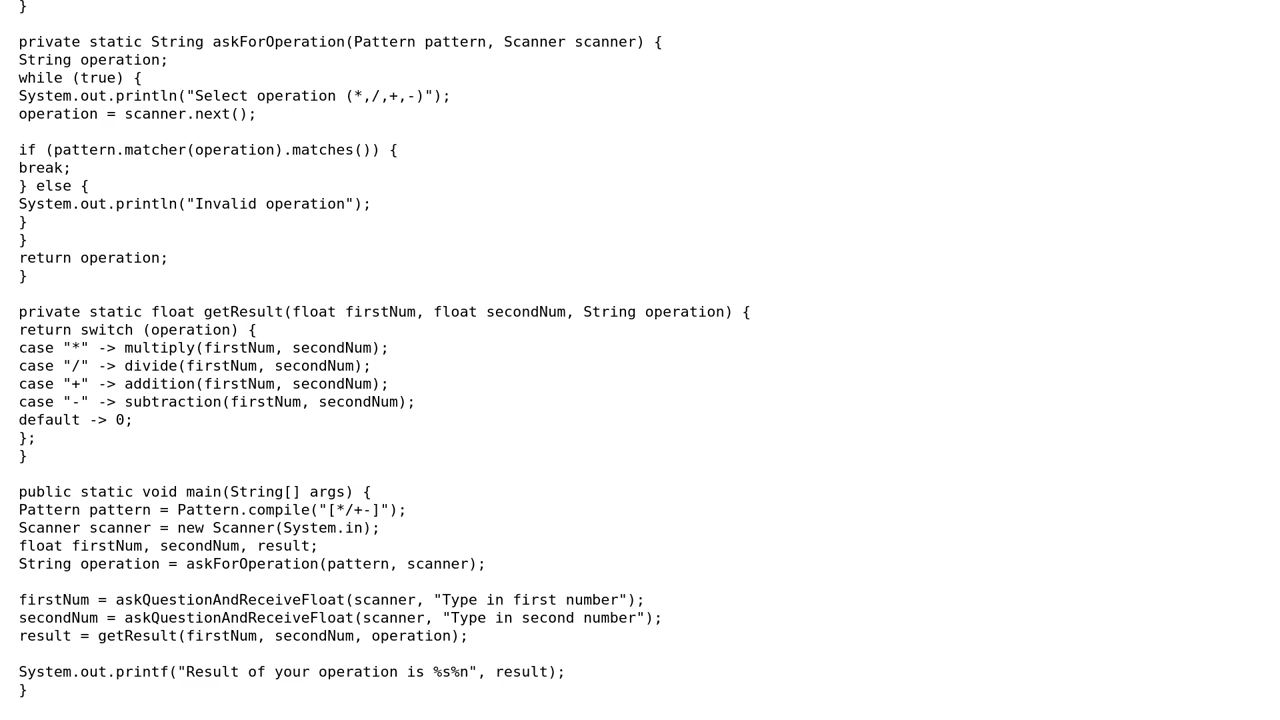 }
private static String askForOperation(Pattern pattern, Scanner scanner) {
String operation;
while (true) {
System.out.println("Select operation (*,/,+,-)");
operation = scanner.next();
if (pattern.matcher(operation).matches()) {
break;
} else {
System.out.println("Invalid operation");
}
}
return operation;
}
private static float getResult(float firstNum, float secondNum, String operation) {
return switch (operation) {
case "*" -> multiply(firstNum, secondNum);
case "/" -> divide(firstNum, secondNum);
case "+" -> addition(firstNum, secondNum);
case "-" -> subtraction(firstNum, secondNum);
default -> 0;
};
}
public static void main(String[] args) {
Pattern pattern = Pattern.compile("[*/+-]");
Scanner scanner = new Scanner(System.in);
float firstNum, secondNum, result;
String operation = askForOperation(pattern, scanner);
firstNum = askQuestionAndReceiveFloat(scanner, "Type in first number");
secondNum = askQuestionAndReceiveFloat(scanner, "Type in second number");
result = getResult(firstNum, secondNum, operation);
System.out.printf("Result of your operation is %s%n", result);
}